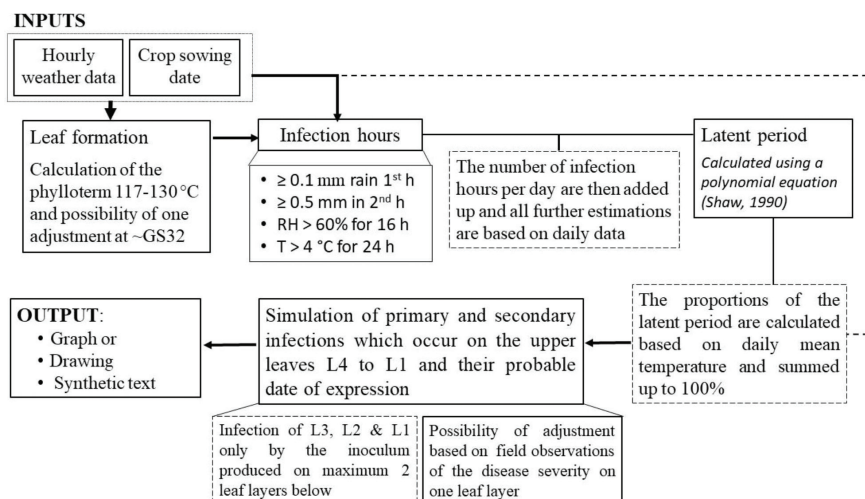 INPUTS
Hourly
weather data
Crop sowing
date
Leaf formation
Calculation of the
phylloterm 117-130 °C
and possibility of one
adjustment at ~GS32
Infection hours
• ≥ 0.1 mm rain 1st h
• ≥ 0.5 mm in 2nd h
• RH > 60% for 16 h
• T > 4 °C for 24 h
The number of infection
hours per day are then added
up and all further estimations
are based on daily data
Latent period
Calculated using a
polynomial equation
(Shaw, 1990)
The proportions of the
latent period are calculated
based on daily mean
temperature and summed
up to 100%
Simulation of primary and secondary
infections which occur on the upper
leaves L4 to L1 and their probable
date of expression
Infection of L3, L2 & L1
only by the inoculum
produced on maximum 2
leaf layers below
Possibility of adjustment
based on field observations
of the disease severity on
one leaf layer
OUTPUT:
• Graph or
• Drawing
• Synthetic text